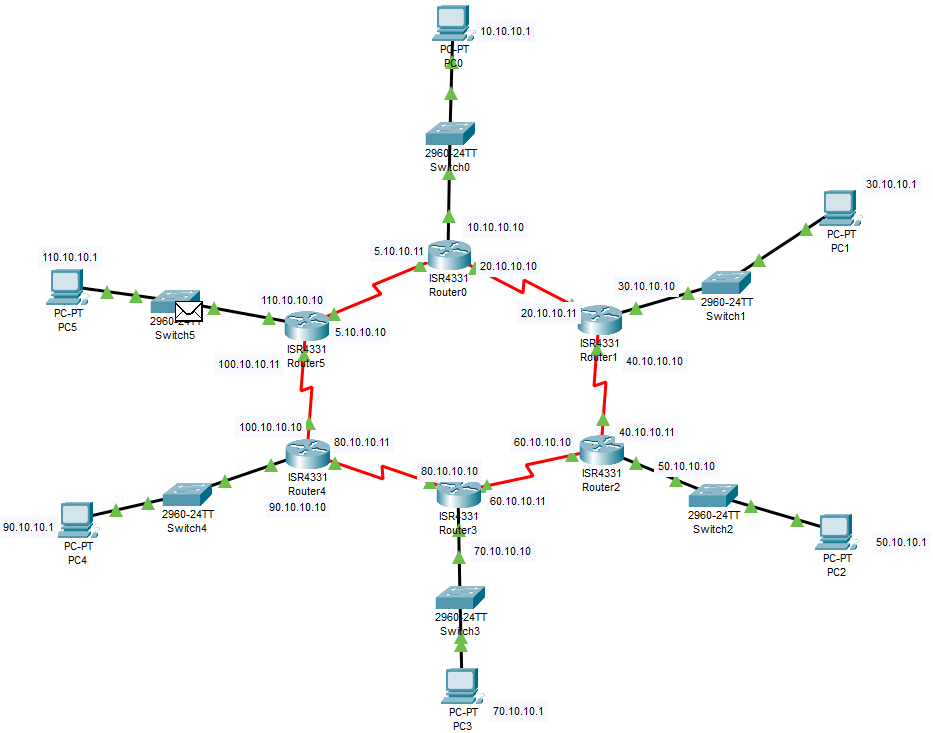 10.10.10.1
PC-PT
PC0
2960-24TT
Switch0
30.10.10.1
PC-PT
PC1
10.10.10.10
5.10.10.11
20.10.10.10
ISR4331
Router0
110.10.10.1
PC-PT
PC5
2960-24TT
Switch5
110.10.10.10
5.10.10.10
ISR4331
Router5
30.10.10.10
2960-24TT
Switch1
20.10.10.11
ISR4331
Router1
100.10.10.11
40.10.10.10
100.10.10.10
80.10.10.11
ISR4331
Router4
90.10.10.10
60.10.10.10
40.10.10.11
ISR4331
Router2
50.10.10.10
2960-24TT
Switch2
80.10.10.10
60.10.10.11
ISR4331
Router3
2960-24TT
Switch4
90.10.10.1
PC-PT
PC4
50.10.10.1
PC-PT
PC2
70.10.10.10
2960-24TT
Switch3
PC-PT
PC3
70.10.10.1